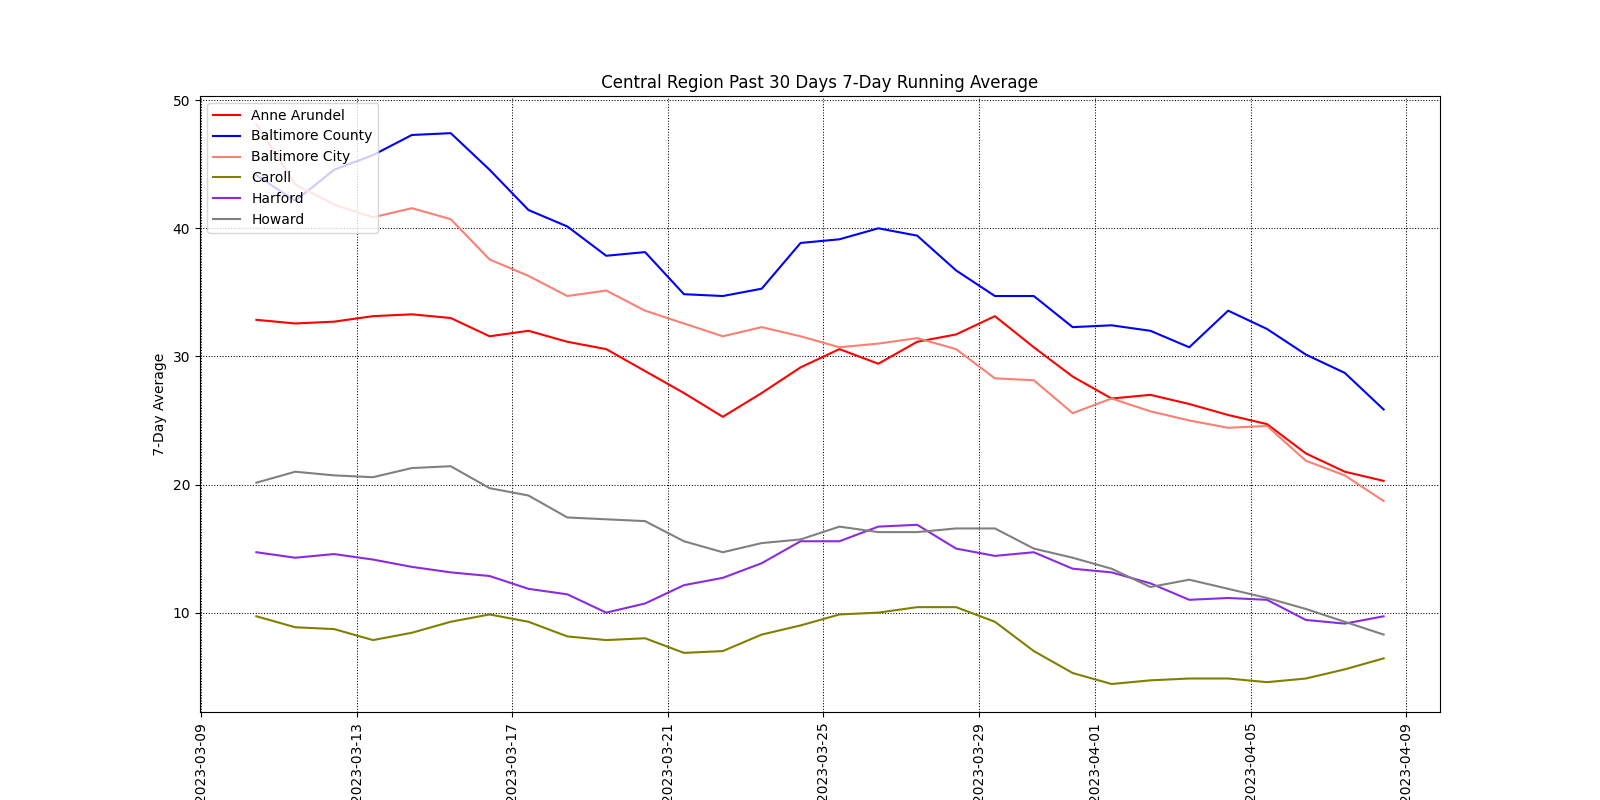 Central Region Past 30 Days 7-Day Running Average
50
40
30
20
10
7-Day Average
Anne Arundel
Baltimore County
Baltimore City
Caroll
Harford
Howard
2023-03-09
2023-03-13
2023-03-17
2023-03-21
2023-03-25
2023-03-29
2023-04-01
2023-04-05
2023-04-09